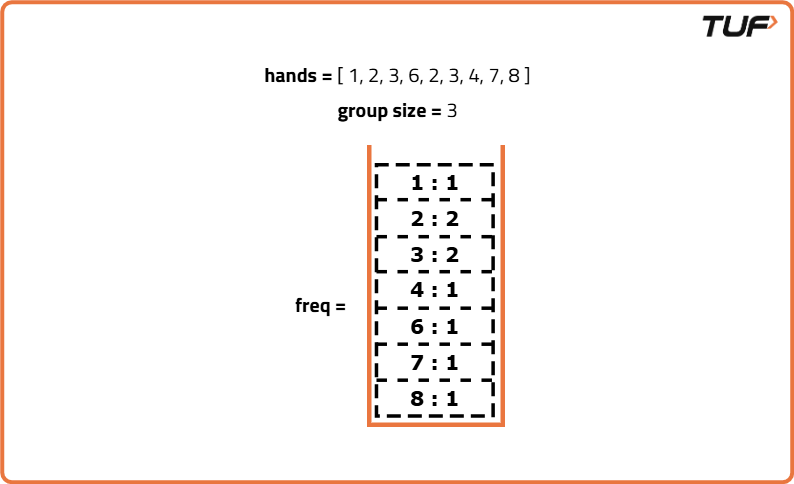 TUF
hands = [ 1, 2, 3, 6, 2, 3, 4, 7, 8 ]
group size = 3
1 : 1
2 : 2
3 : 2
4 : 1
freq =
6 : 1
7 : 1
8 : 1